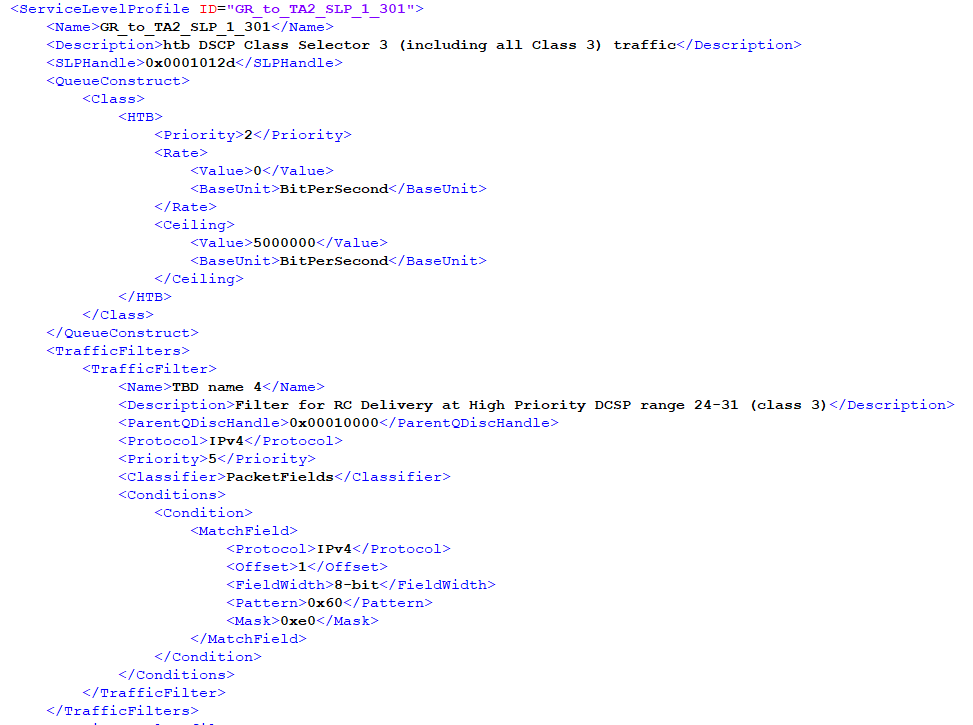 <ServiceLevelProfile ID="GR_to_TA2_SLP_1_301">
<Name>GR_to_TA2_SLP_1_301</Name>
<Description>htb DSCP Class Selector 3 (including all Class 3) traffic</Description>
<SLPHandle>0x0001012d</SLPHandle>
<QueueConstruct>
<Class>
<HTB>
<Priority>2</Priority>
<Rate>
<Value>0</Value>
<BaseUnit>BitPerSecond</BaseUnit>
</Rate>
<Ceiling>
<Value>5000000</Value>
<BaseUnit>BitPerSecond</BaseUnit>
</Ceiling>
</HTB>
</Class>
</QueueConstruct>
<TrafficFilters>
<TrafficFilter>
<Name>TBD name 4</Name>
<Description>Filter for RC Delivery at High Priority DCSP range 24-31 (class 3)</Description>
<ParentQDiscHandle>0x00010000</ParentQDiscHandle>
<Protocol>IPv4</Protocol>
<Priority>5</Priority>
<Classifier>PacketFields</Classifier>
<Conditions>
<Condition>
<MatchField>
<Protocol>IPv4</Protocol>
<Offset>1</Offset>
<FieldWidth>8-bit</FieldWidth>
<Pattern>0x60</Pattern>
<Mask>0xe0</Mask>
</MatchField>
</Condition>
</Conditions>
</TrafficFilter>
</TrafficFilters>